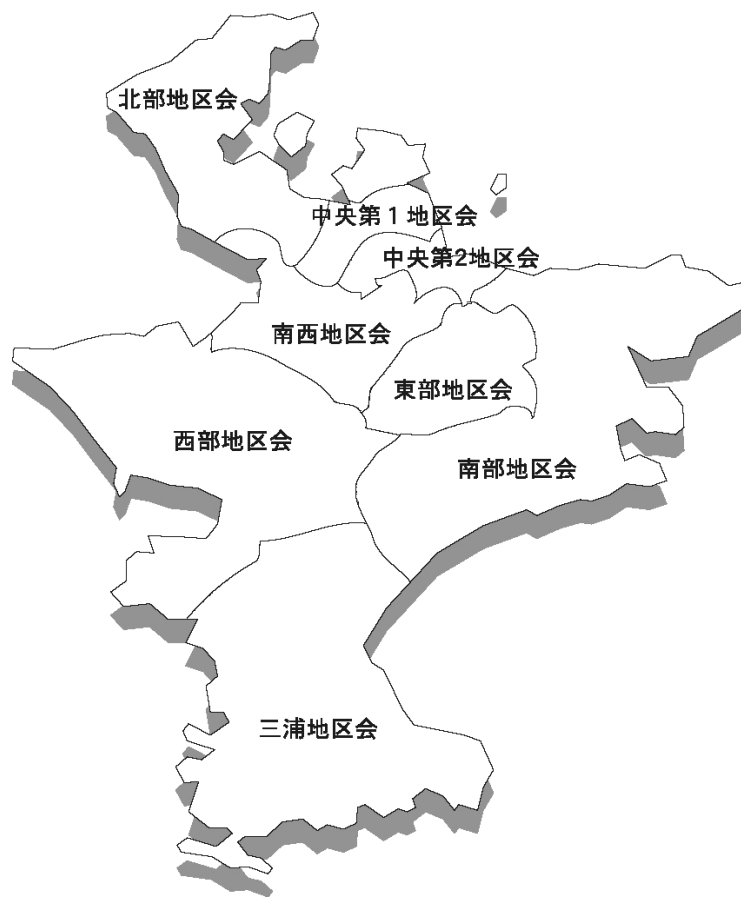 北部地区会
中央第１地区会
中央第2地区会
南西地区会
東部地区会
西部地区会
南部地区会
三浦地区会